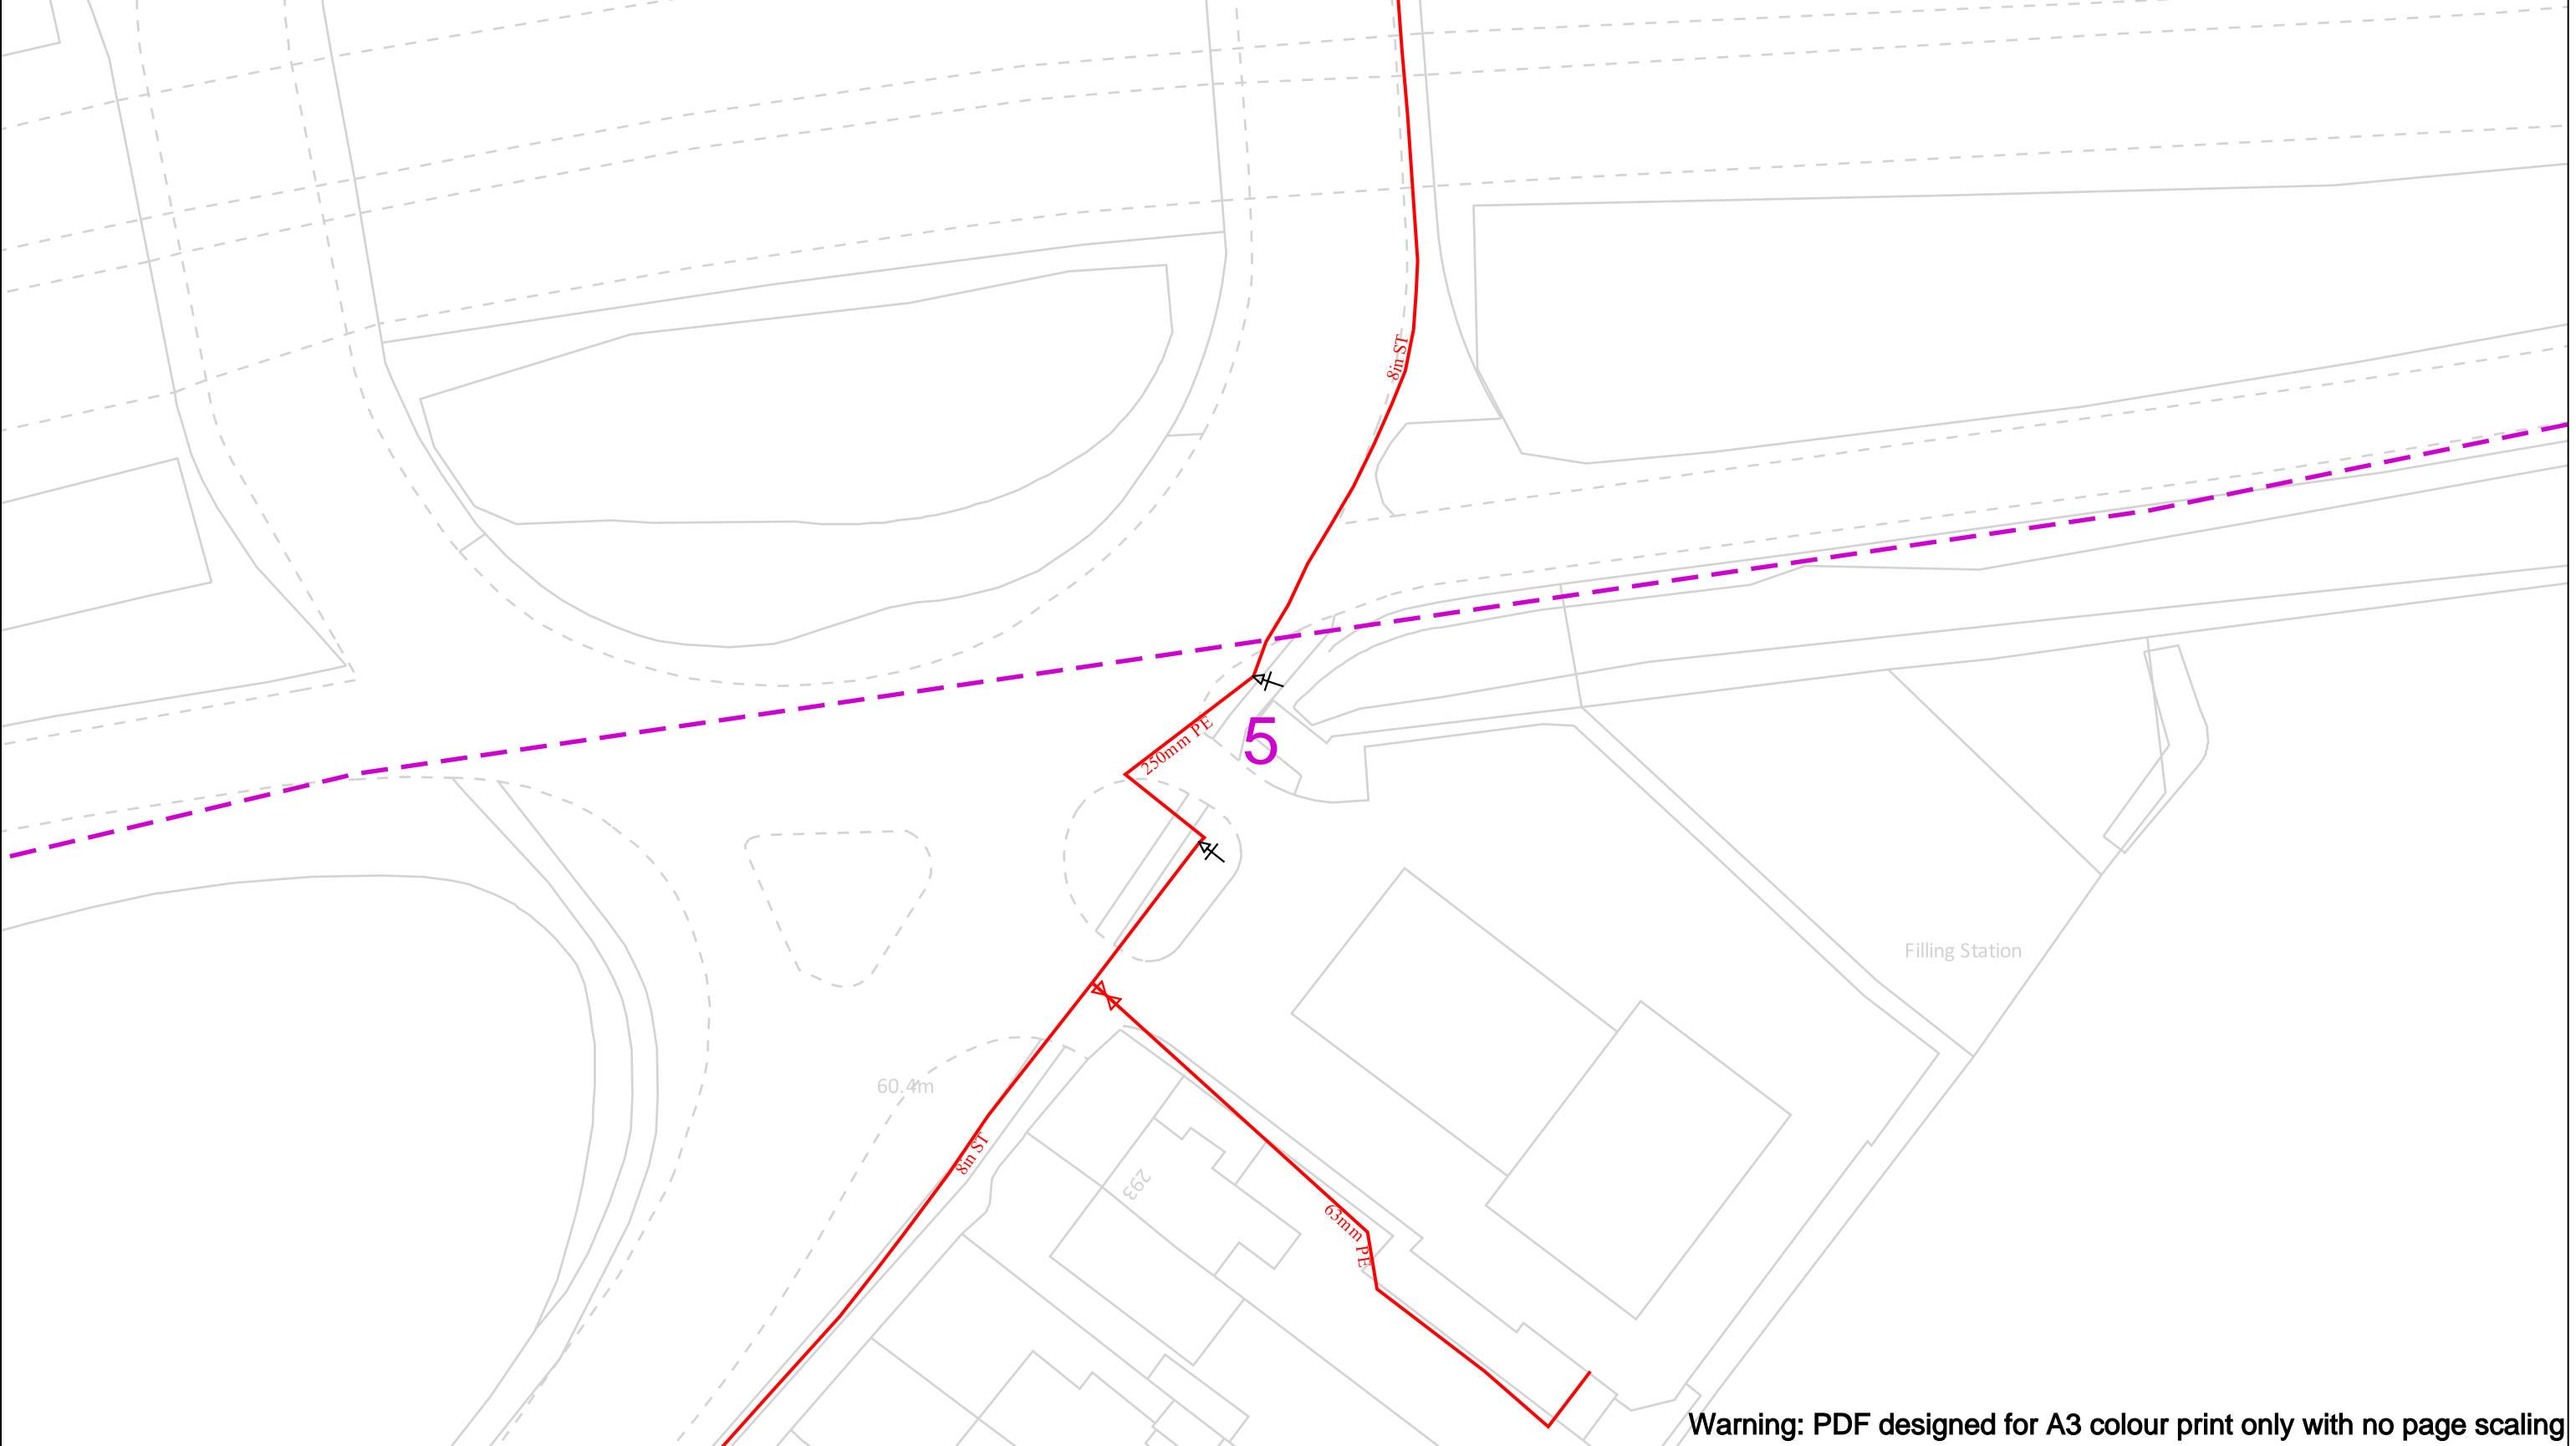 8in ST
250mm PE
5
Filling Station
60.4m
8in ST
293
63mm PE
Warning: PDF designed for A3 colour print only with no page scaling